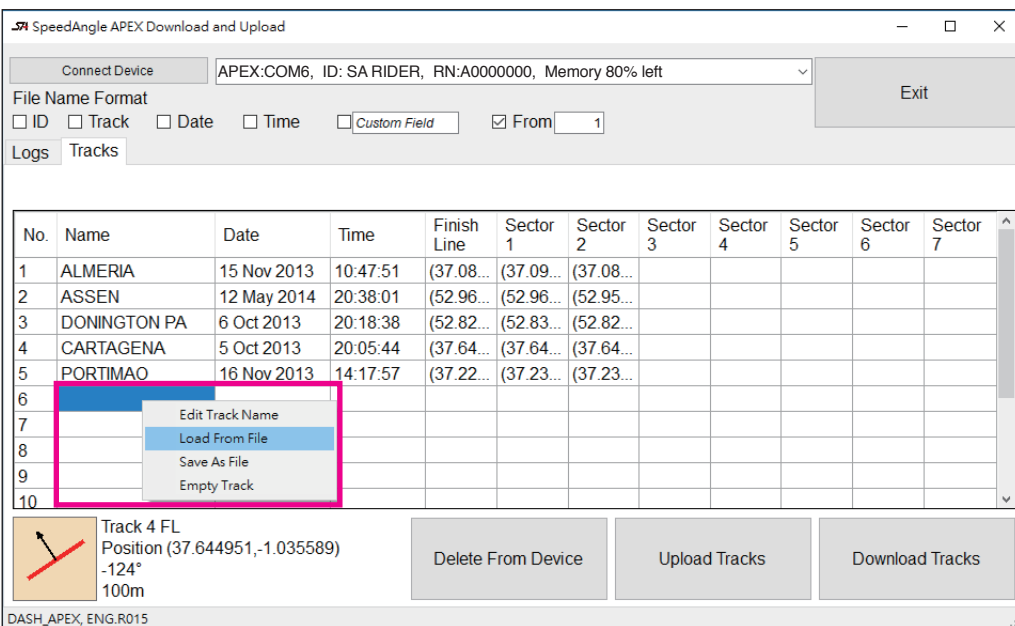 SA SpeedAngle APEX Download and Upload
Connect Device
APEX:COM6, ID: SA RIDER, RN:A0000000, Memory 80% left
Exit
File Name Format
ID Track Date Time Custom Field From 1
Logs Tracks
No. Name Date Time Finish Line Sector 1 Sector 2 Sector 3 Sector 4 Sector 5 Sector 6 Sector 7
1 ALMERIA 15 Nov 2013 10:47:51 (37.08... (37.09... (37.08...
2 ASSEN 12 May 2014 20:38:01 (52.96... (52.96... (52.95...
3 DONINGTON PA 6 Oct 2013 20:18:38 (52.82... (52.83... (52.82...
4 CARTAGENA 5 Oct 2013 20:05:44 (37.64... (37.64... (37.64...
5 PORTIMAO 16 Nov 2013 14:17:57 (37.22... (37.23... (37.23...
6
7
8
9
10
Edit Track Name
Load From File
Save As File
Empty Track
Track 4 FL
Position (37.644951,-1.035589)
-124°
100m
Delete From Device
Upload Tracks
Download Tracks
DASH_APEX, ENG.R015